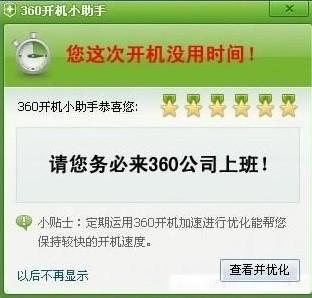 360开机小助手
您这次开机没用时间！
360开机小助手恭喜您：
请您务必来360公司上班！
小贴士：定期运用360开机加速进行优化能帮您
保持较快的开机速度。
以后不再显示
查看并优化